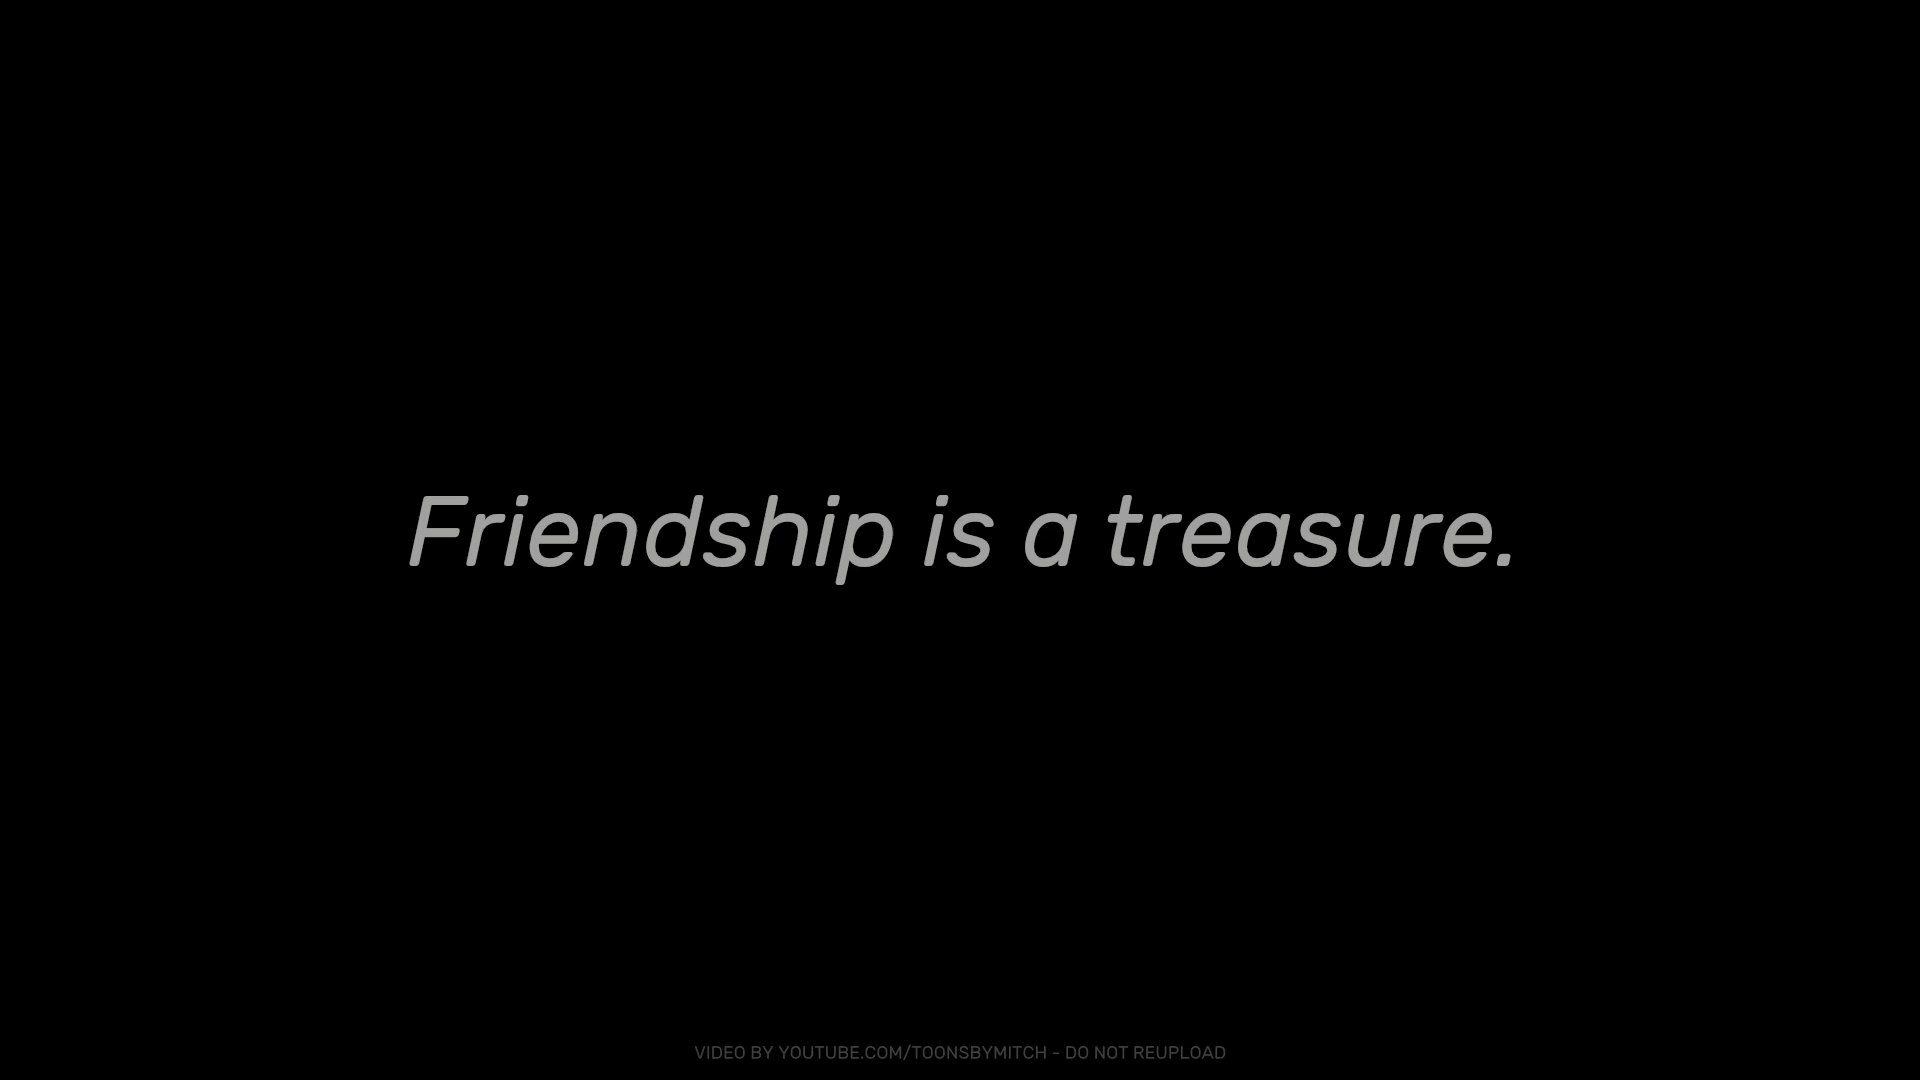 Friendship is a treasure.
VIDEO BY YOUTUBE.COM/TOONSBYMITCH - DO NOT REUPLOAD